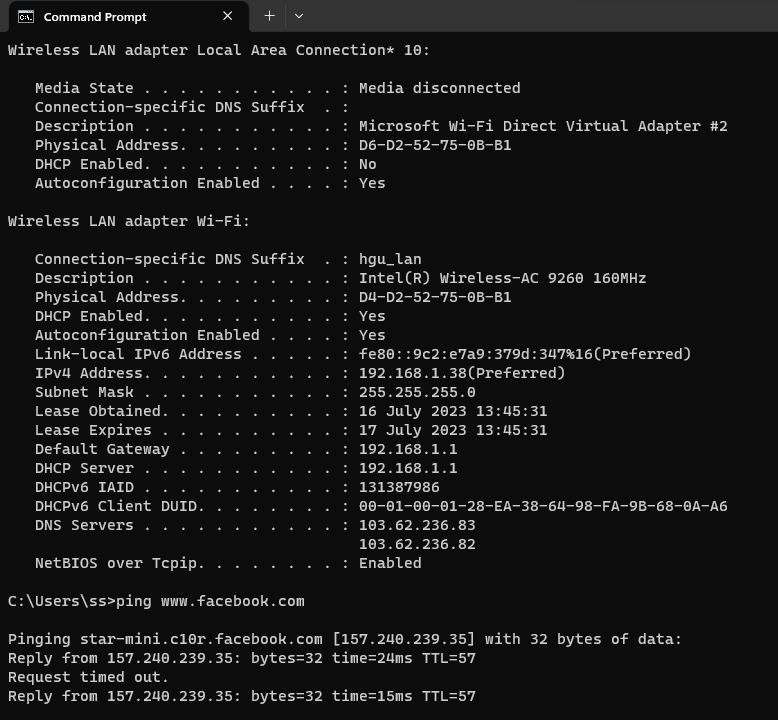 Command Prompt
Wireless LAN adapter Local Area Connection* 10:
Media State . . . . . . . . . . . : Media disconnected
Connection-specific DNS Suffix  . :
Description . . . . . . . . . . . : Microsoft Wi-Fi Direct Virtual Adapter #2
Physical Address. . . . . . . . . : D6-D2-52-75-0B-B1
DHCP Enabled. . . . . . . . . . . : No
Autoconfiguration Enabled . . . . : Yes
Wireless LAN adapter Wi-Fi:
Connection-specific DNS Suffix  . : hgu_lan
Description . . . . . . . . . . . : Intel(R) Wireless-AC 9260 160MHz
Physical Address. . . . . . . . . : D4-D2-52-75-0B-B1
DHCP Enabled. . . . . . . . . . . : Yes
Autoconfiguration Enabled . . . . : Yes
Link-local IPv6 Address . . . . . : fe80::9c2:e7a9:379d:347%16(Preferred)
IPv4 Address. . . . . . . . . . . : 192.168.1.38(Preferred)
Subnet Mask . . . . . . . . . . . : 255.255.255.0
Lease Obtained. . . . . . . . . . : 16 July 2023 13:45:31
Lease Expires . . . . . . . . . . : 17 July 2023 13:45:31
Default Gateway . . . . . . . . . : 192.168.1.1
DHCP Server . . . . . . . . . . . : 192.168.1.1
DHCPv6 IAID . . . . . . . . . . . : 131387986
DHCPv6 Client DUID. . . . . . . . : 00-01-00-01-28-EA-38-64-98-FA-9B-68-0A-A6
DNS Servers . . . . . . . . . . . : 103.62.236.83
103.62.236.82
NetBIOS over Tcpip. . . . . . . . : Enabled
C:\Users\ss>ping www.facebook.com
Pinging star-mini.c10r.facebook.com [157.240.239.35] with 32 bytes of data:
Reply from 157.240.239.35: bytes=32 time=24ms TTL=57
Request timed out.
Reply from 157.240.239.35: bytes=32 time=15ms TTL=57